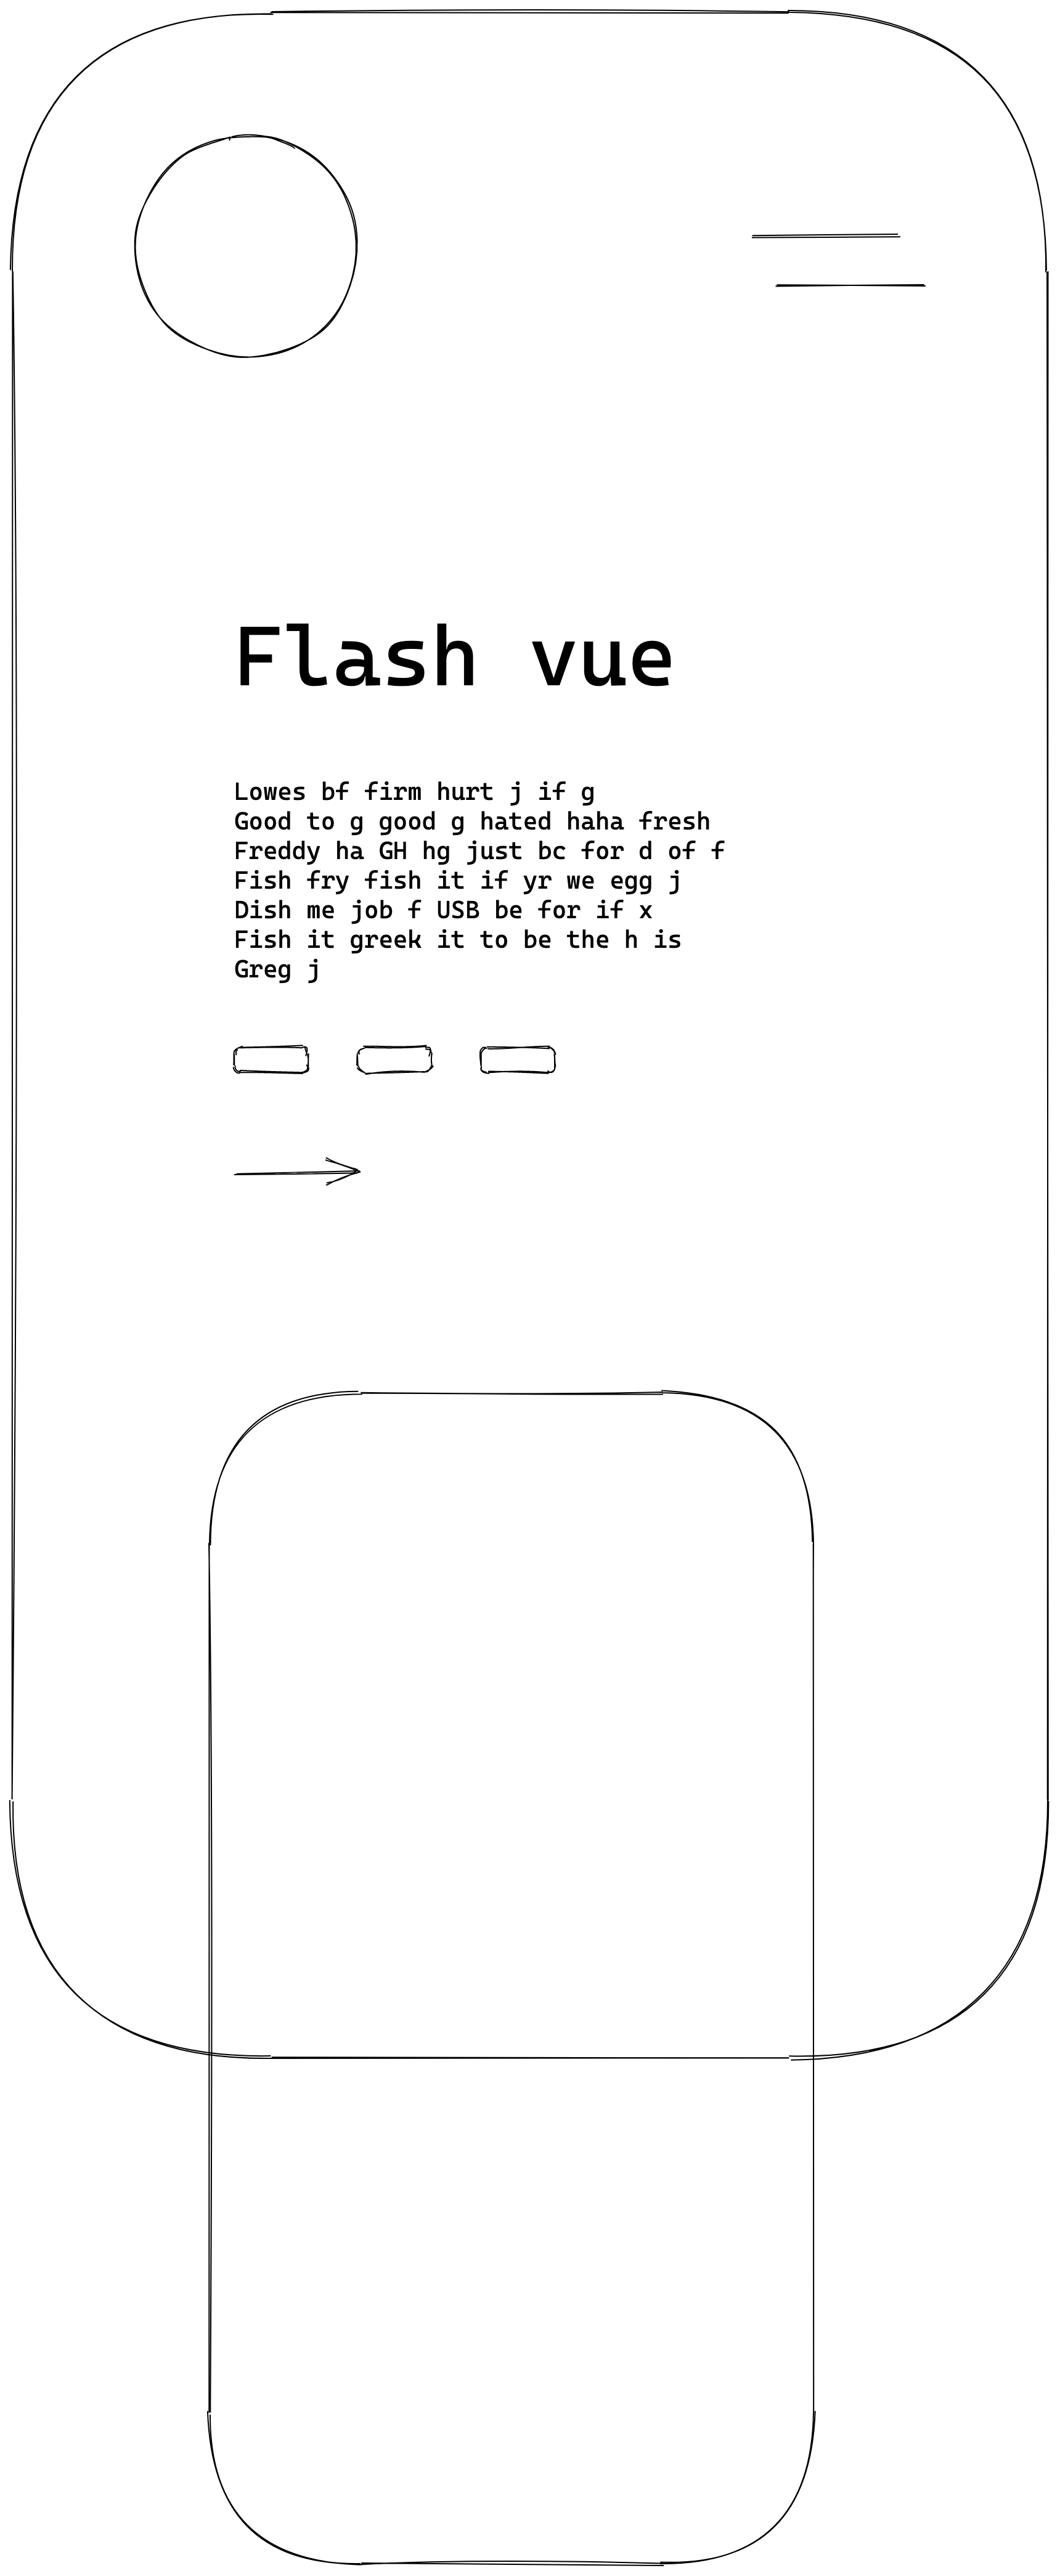 Flash vue
Lowes bf firm hurt j if g
Good to g good g hated haha fresh
Freddy ha GH hg just bc for d of f
Fish fry fish it if yr we egg j
Dish me job f USB be for if x
Fish it greek it to be the h is
Greg j